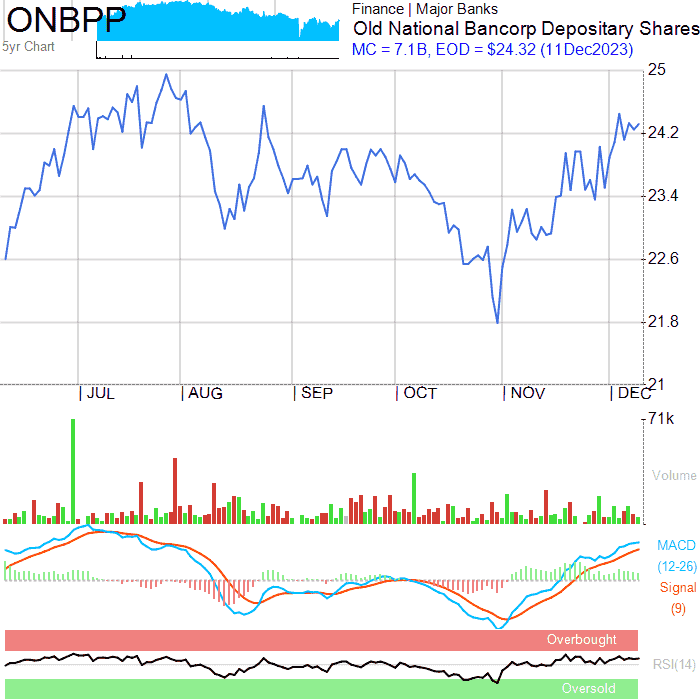 ONBPP
5yr Chart
Finance | Major Banks
Old National Bancorp Depositary Shares
MC = 7.1B, EOD = $24.32 (11Dec2023)
25
24.2
23.4
22.6
21.8
21
JUL AUG SEP OCT NOV DEC
71k
Volume
MACD
(12-26)
Signal
(9)
Overbought
RSI(14)
Oversold